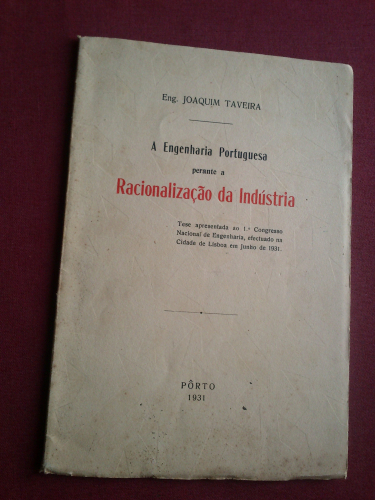 Eng. JOAQUIM TAVEIRA
A Engenharia Portuguesa
perante a
Racionalização da Indústria
Tese apresentada ao 1.º Congresso
Nacional de Engenharia, efectuado na
Cidade de Lisboa em Junho de 1931.
PÔRTO
1931